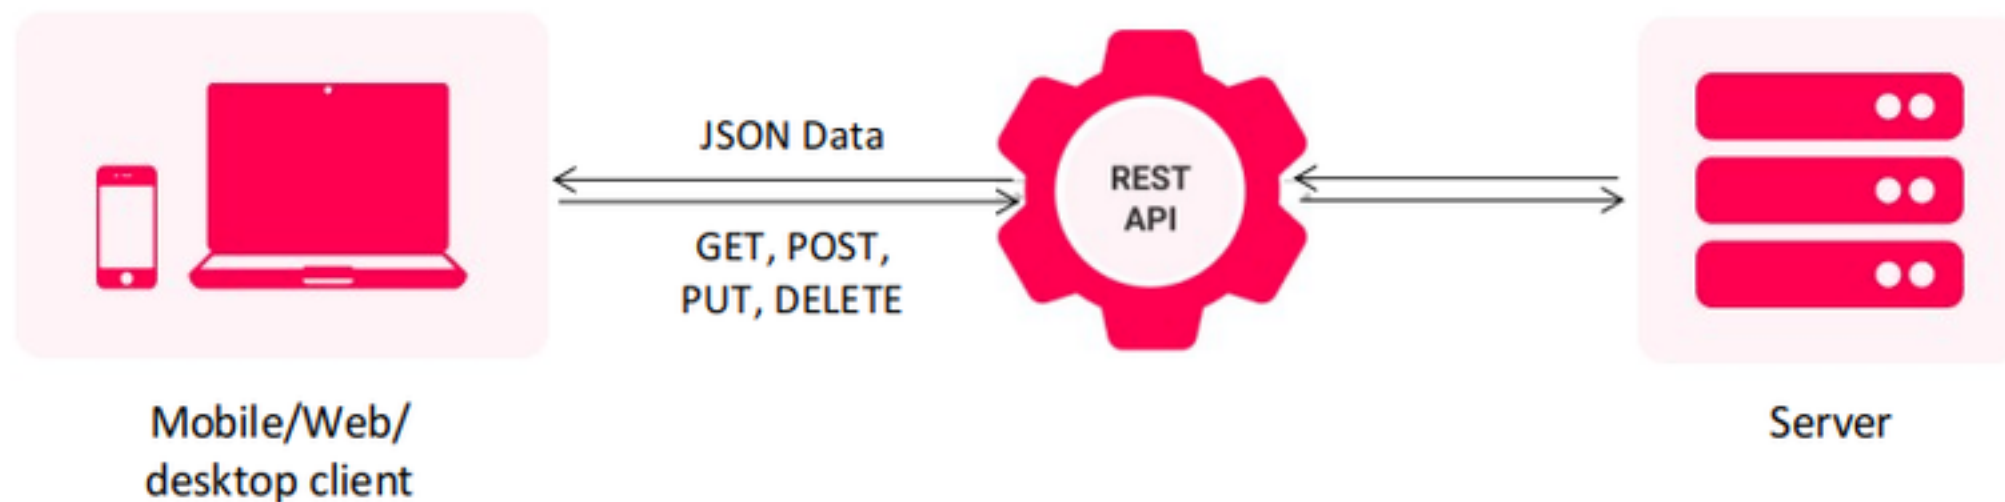 JSON Data
GET, POST,
PUT, DELETE
REST
API
Mobile/Web/
desktop client
Server